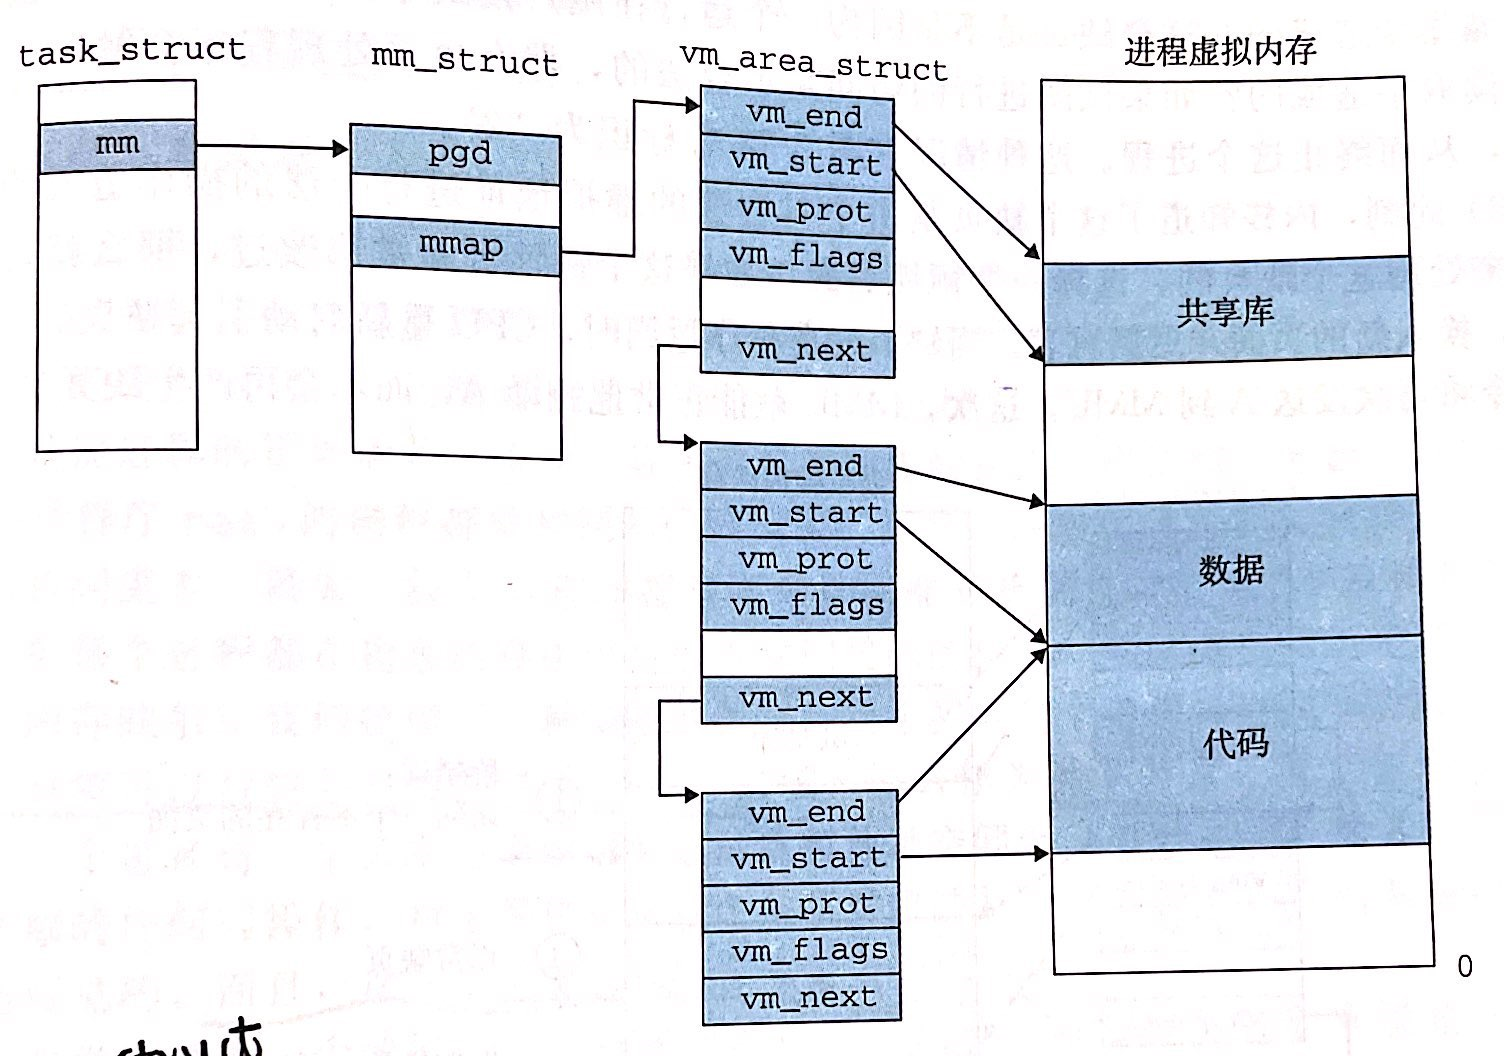 task_struct
mm
mm_struct
pgd
mmap
vm_area_struct
vm_end
vm_start
vm_prot
vm_flags
vm_next
vm_end
vm_start
vm_prot
vm_flags
vm_next
vm_end
vm_start
vm_prot
vm_flags
vm_next
进程虚拟内存
共享库
数据
代码
0
struct